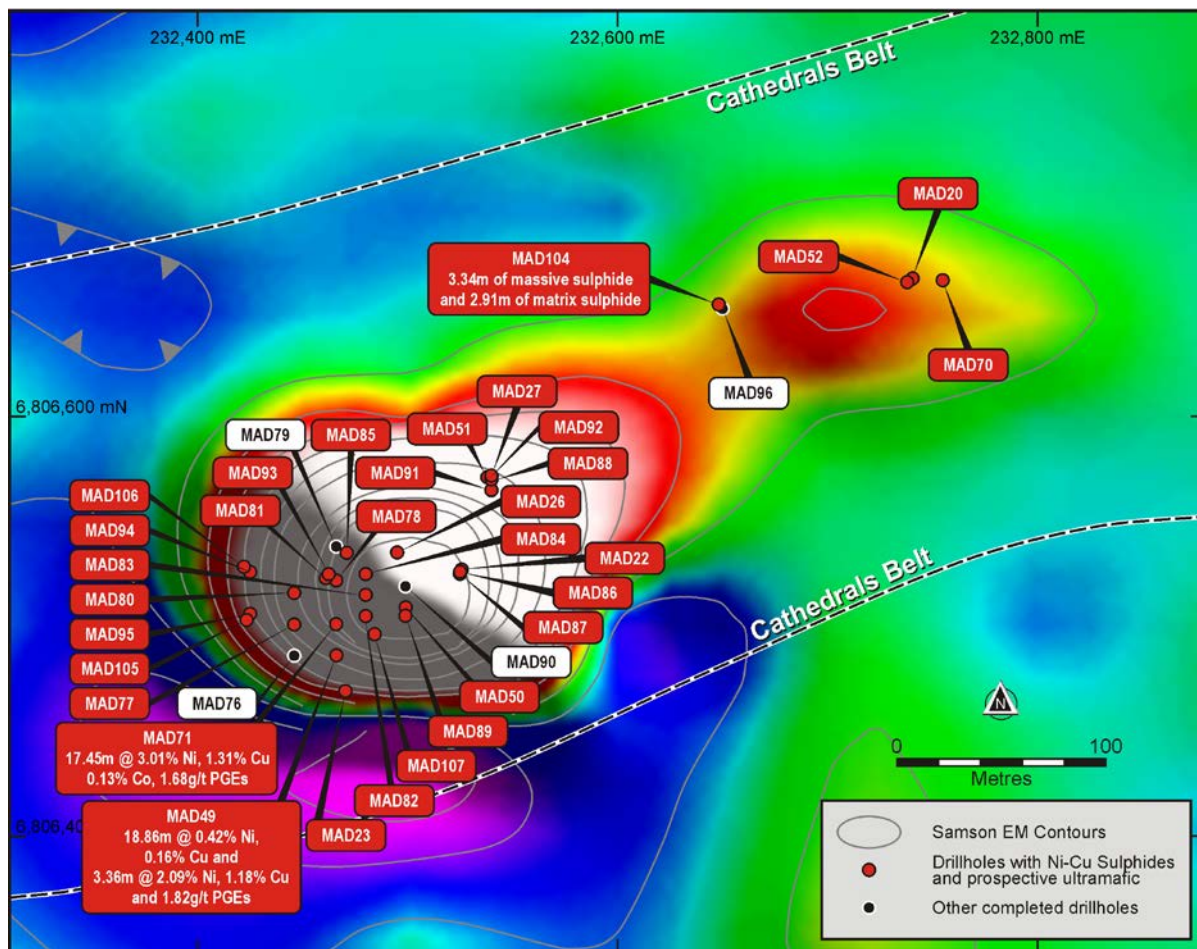 232,400 mE
232,600 mE
232,800 mE
Cathedrals Belt
MAD20
MAD52
MAD104
3.34m of massive sulphide
and 2.91m of matrix sulphide
MAD70
MAD96
6,806,600 mN
MAD27
MAD79
MAD85
MAD51
MAD92
MAD93
MAD91
MAD88
MAD106
MAD81
MAD78
MAD26
MAD94
MAD84
MAD83
MAD22
MAD80
MAD86
MAD95
MAD87
Cathedrals Belt
MAD105
MAD90
MAD77
MAD76
MAD50
MAD71
17.45m @ 3.01% Ni, 1.31% Cu
0.13% Co, 1.68g/t PGEs
MAD89
MAD107
MAD82
MAD23
6,806,40
MAD49
18.86m @ 0.42% Ni,
0.16% Cu and
3.36m @ 2.09% Ni, 1.18% Cu
and 1.82g/t PGEs
N
0
100
Metres
Samson EM Contours
Drillholes with Ni-Cu Sulphides
and prospective ultramafic
Other completed drillholes